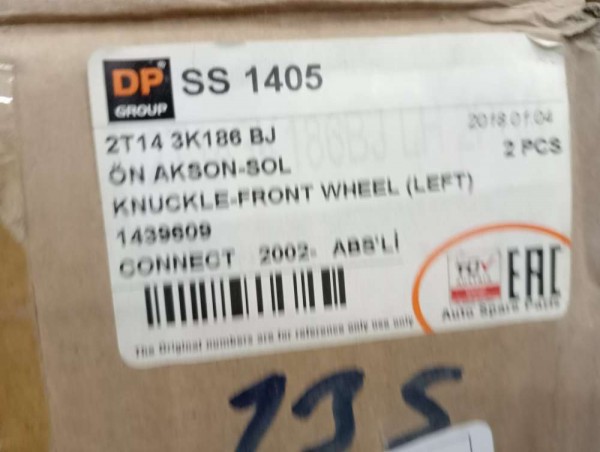 DP GROUP
SS 1405
2018.01.04
2T14 3K186 BJ
2 PCS
ÖN AKSON-SOL
KNUCKLE-FRONT WHEEL (LEFT)
1439609
CONNECT 2002- ABS'Lİ
TÜV
EAC
Auto Spare Parts
The Original numbers are for reference only use only
135